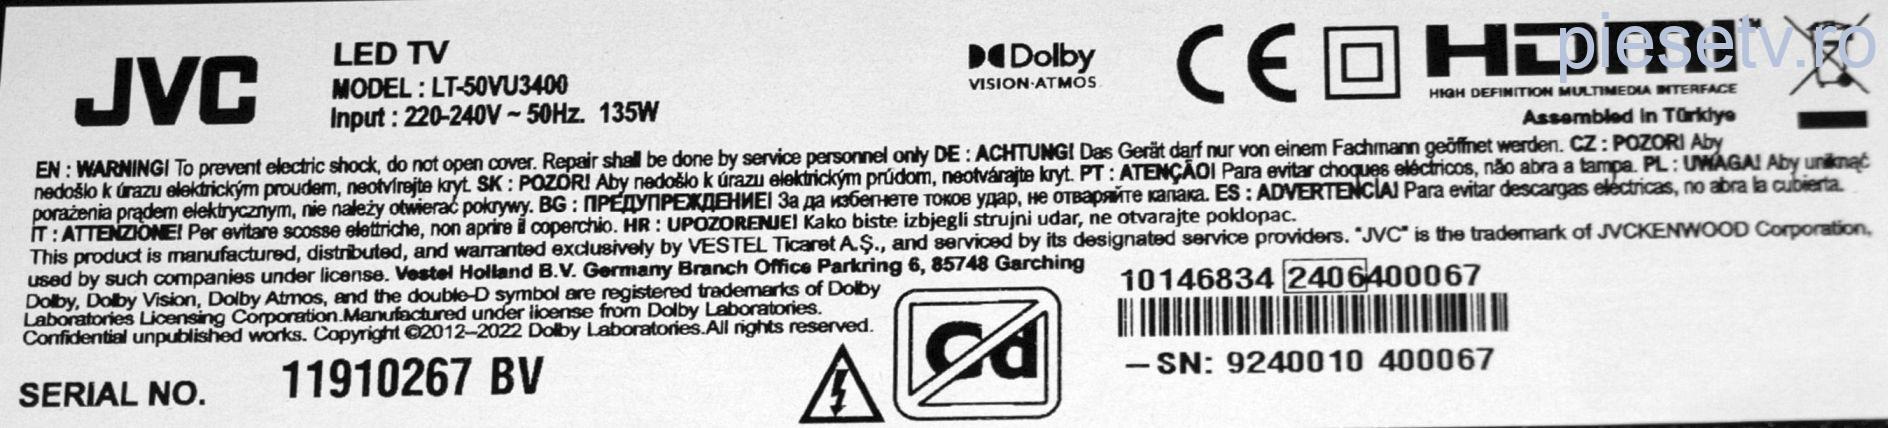 JVC
LED TV
MODEL : LT-50VU3400
Input : 220-240V ~ 50Hz. 135W
Dolby
VISION·ATMOS
CE
HDMI™
HIGH DEFINITION MULTIMEDIA INTERFACE
piesetv.ro
Assembled in Türkiye
EN : WARNING! To prevent electric shock, do not open cover. Repair shall be done by service personnel only DE : ACHTUNG! Das Gerät darf nur von einem Fachmann geöffnet werden. CZ : POZOR! Aby
nedošlo k úrazu elektrickým proudem, neotvírejte kryt. SK : POZOR! Aby nedošlo k úrazu elektrickým prúdom, neotvárajte kryt. PT : ATENÇÃO! Para evitar choques eléctricos, não abra a tampa. PL : UWAGA! Aby uniknąć
porażenia prądem elektrycznym, nie należy otwierać pokrywy. BG : ПРЕДУПРЕЖДЕНИЕ! За да избегнете токов удар, не отваряйте капака. ES : ADVERTENCIA! Para evitar descargas eléctricas, no abra la cubierta.
IT : ATTENZIONE! Per evitare scosse elettriche, non aprire il coperchio. HR : UPOZORENJE! Kako biste izbjegli strujni udar, ne otvarajte poklopac.
This product is manufactured, distributed, and warranted exclusively by VESTEL Ticaret A.Ş., and serviced by its designated service providers. "JVC" is the trademark of JVCKENWOOD Corporation,
used by such companies under license. Vestel Holland B.V. Germany Branch Office Parkring 6, 85748 Garching
Dolby, Dolby Vision, Dolby Atmos, and the double-D symbol are registered trademarks of Dolby
Laboratories Licensing Corporation.Manufactured under license from Dolby Laboratories.
Confidential unpublished works. Copyright ©2012-2022 Dolby Laboratories.All rights reserved.
10146834 2406400067
Pb
—SN: 9240010 400067
SERIAL NO. 11910267 BV